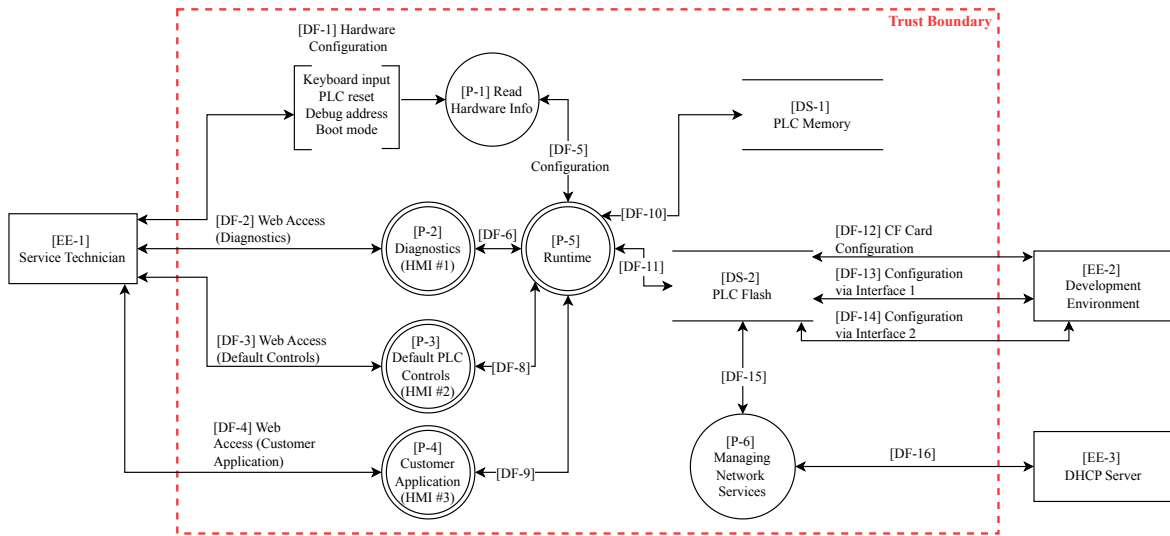 Trust Boundary
[DF-1] Hardware
Configuration
Keyboard input
PLC reset
Debug address
Boot mode
[P-1] Read
Hardware Info
[DS-1]
PLC Memory
[DF-5]
Configuration
[DF-10]
[EE-1]
Service Technician
[DF-2] Web Access
(Diagnostics)
[P-2]
Diagnostics
(HMI #1)
[DF-6]
[P-5]
Runtime
[DF-11]
[DS-2]
PLC Flash
[DF-12] CF Card
Configuration
[DF-13] Configuration
via Interface 1
[DF-14] Configuration
via Interface 2
[EE-2]
Development
Environment
[DF-3] Web Access
(Default Controls)
[P-3]
Default PLC
Controls
(HMI #2)
[DF-8]
[DF-15]
[DF-4] Web
Access (Customer
Application)
[P-4]
Customer
Application
(HMI #3)
[DF-9]
[P-6]
Managing
Network
Services
[DF-16]
[EE-3]
DHCP Server